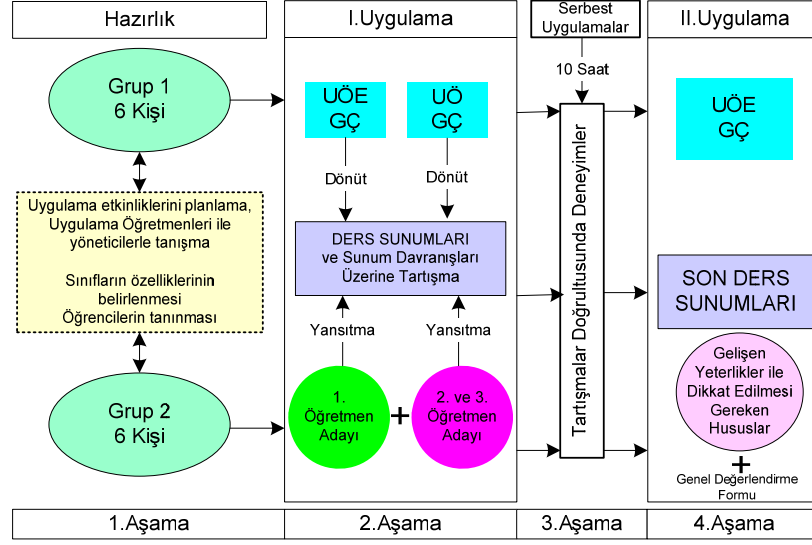 Hazırlık
I.Uygulama
Serbest
Uygulamalar
II.Uygulama
10 Saat
Grup 1
6 Kişi
Uygulama etkinliklerini planlama,
Uygulama Öğretmenleri ile
yöneticilerle tanışma
Sınıfların özelliklerinin
belirlenmesi
Öğrencilerin tanınması
Grup 2
6 Kişi
UÖE
GÇ
UÖ
GÇ
Dönüt
Dönüt
DERS SUNUMLARI
ve Sunum Davranışları
Üzerine Tartışma
Yansıtma
Yansıtma
1.
Öğretmen
Adayı
+
2. ve 3.
Öğretmen
Adayı
Tartışmalar Doğrultusunda Deneyimler
UÖE
GÇ
SON DERS
SUNUMLARI
Gelişen
Yeterlikler ile
Dikkat Edilmesi
Gereken
Hususlar
+
Genel Değerlendirme
Formu
1.Aşama
2.Aşama
3.Aşama
4.Aşama